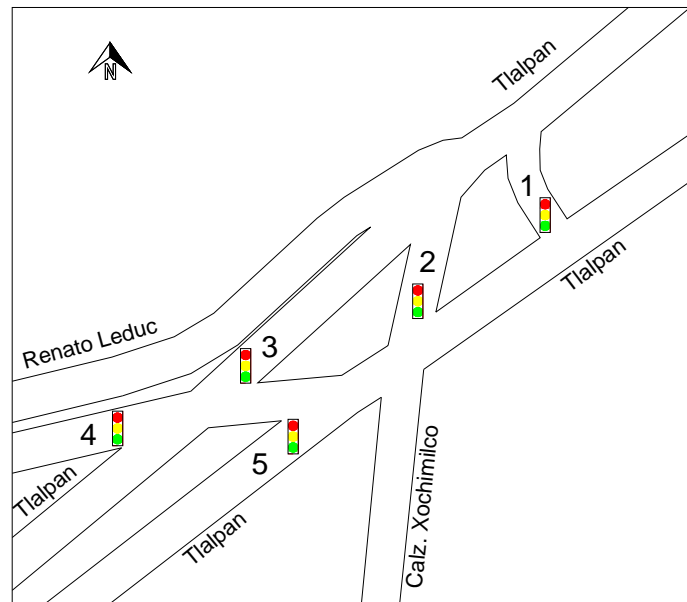 Tlalpan
N
1
Tlalpan
2
Renato Leduc
3
4
5
Tlalpan
Tlalpan
Calz. Xochimilco